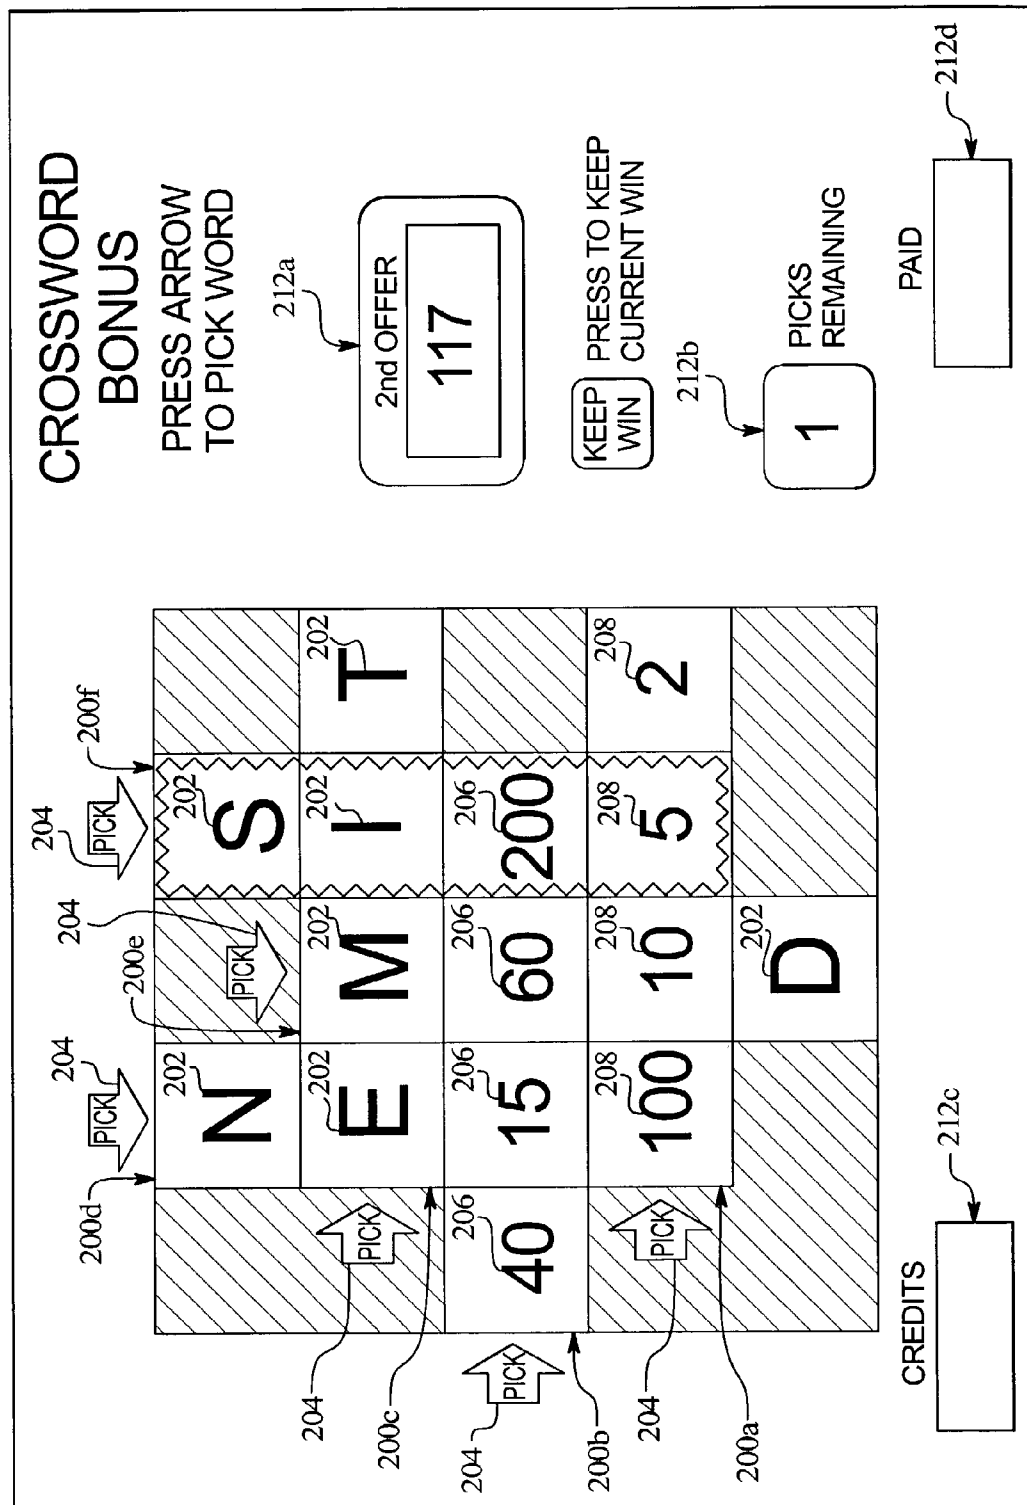 CROSSWORD
BONUS
PRESS ARROW
TO PICK WORD
212a
2nd OFFER
117
KEEP
WIN
PRESS TO KEEP
CURRENT WIN
212b
1
PICKS
REMAINING
PAID
212d
204 204 204
PICK PICK PICK
200d 200e 200f
N 202 S 202
204 PICK E 202 M 202 I 202 T 202
200c
204 PICK 40 206 15 206 60 206 200 206
200b
204 PICK 100 208 10 208 5 208 2 208
200a
D 202
CREDITS
212c